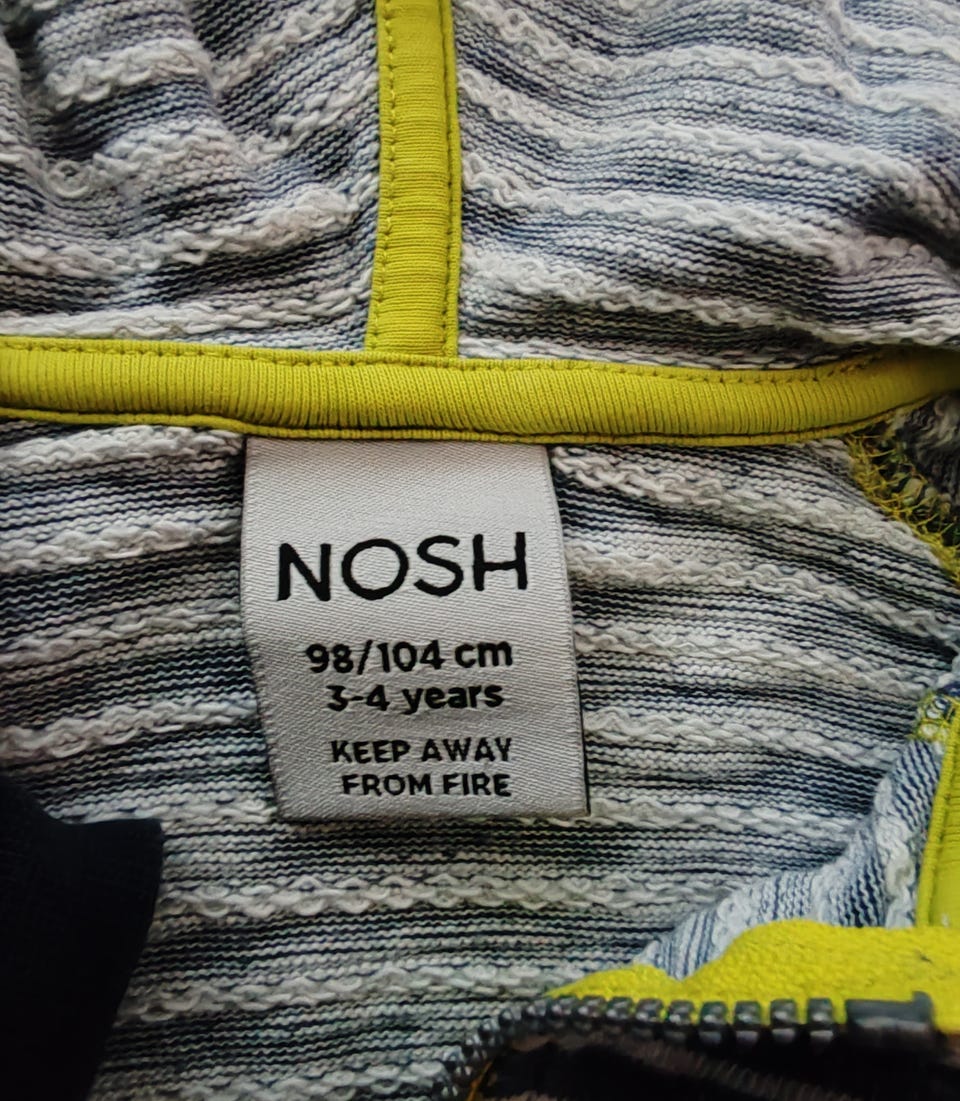 NOSH
98/104 cm
3-4 years
KEEP AWAY
FROM FIRE